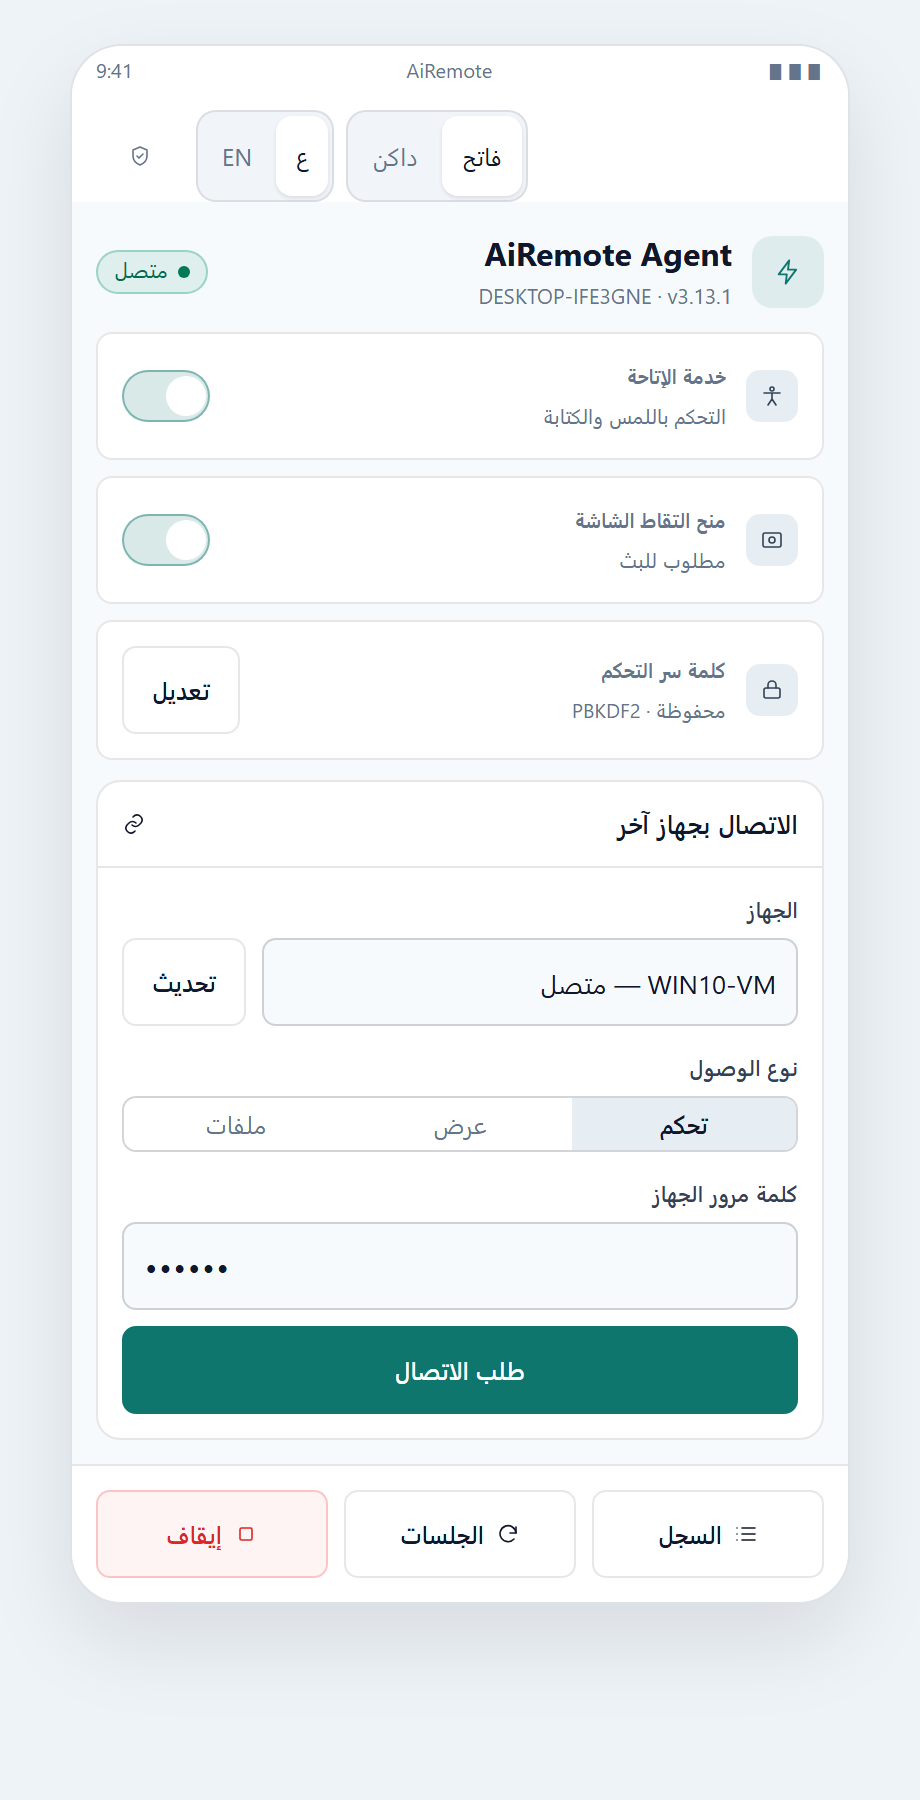 9:41
AiRemote
فاتح
داكن
ع
EN
AiRemote Agent
DESKTOP-IFE3GNE · v3.13.1
متصل
خدمة الإتاحة
التحكم باللمس والكتابة
منح التقاط الشاشة
مطلوب للبث
كلمة سر التحكم
محفوظة · PBKDF2
تعديل
الاتصال بجهاز آخر
الجهاز
WIN10-VM — متصل
تحديث
نوع الوصول
تحكم
عرض
ملفات
كلمة مرور الجهاز
••••••
طلب الاتصال
السجل
الجلسات
إيقاف